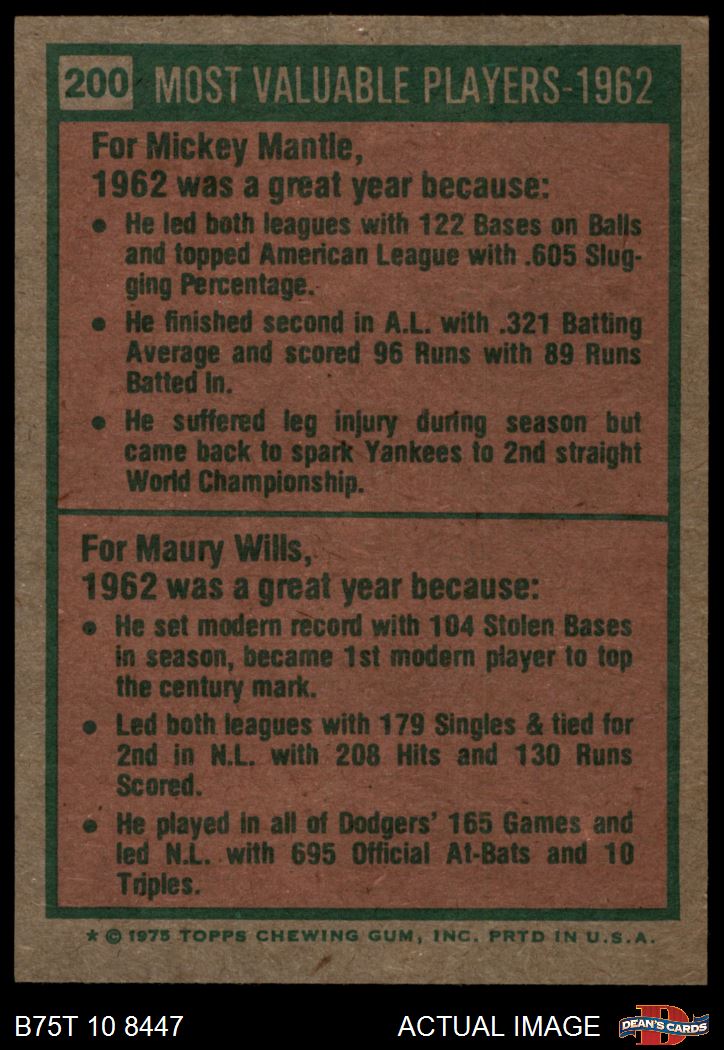 200 MOST VALUABLE PLAYERS-1962
For Mickey Mantle,
1962 was a great year because:
● He led both leagues with 122 Bases on Balls
and topped American League with .605 Slug-
ging Percentage.
● He finished second in A.L. with .321 Batting
Average and scored 96 Runs with 89 Runs
Batted In.
● He suffered leg injury during season but
came back to spark Yankees to 2nd straight
World Championship.
For Maury Wills,
1962 was a great year because:
● He set modern record with 104 Stolen Bases
in season, became 1st modern player to top
the century mark.
● Led both leagues with 179 Singles & tied for
2nd in N.L. with 208 Hits and 130 Runs
Scored.
● He played in all of Dodgers' 165 Games and
led N.L. with 695 Official At-Bats and 10
Triples.
★ © 1975 TOPPS CHEWING GUM, INC. PRTD IN U.S.A.
B75T 10 8447 ACTUAL IMAGE D DEAN'S CARDS